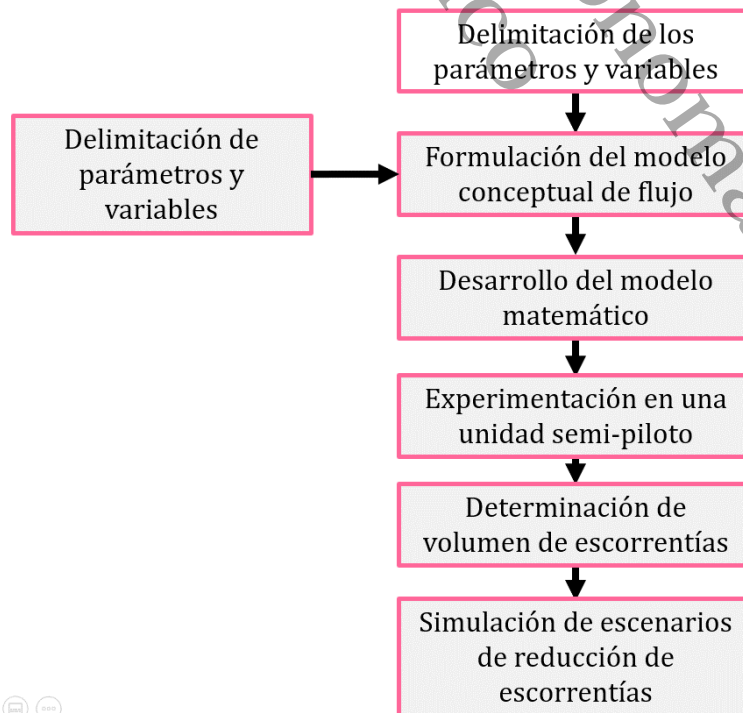 Delimitación de los
parámetros y variables
Delimitación de
parámetros y
variables
Formulación del modelo
conceptual de flujo
Desarrollo del modelo
matemático
Experimentación en una
unidad semi-piloto
Determinación de
volumen de escorrentías
Simulación de escenarios
de reducción de
escorrentías